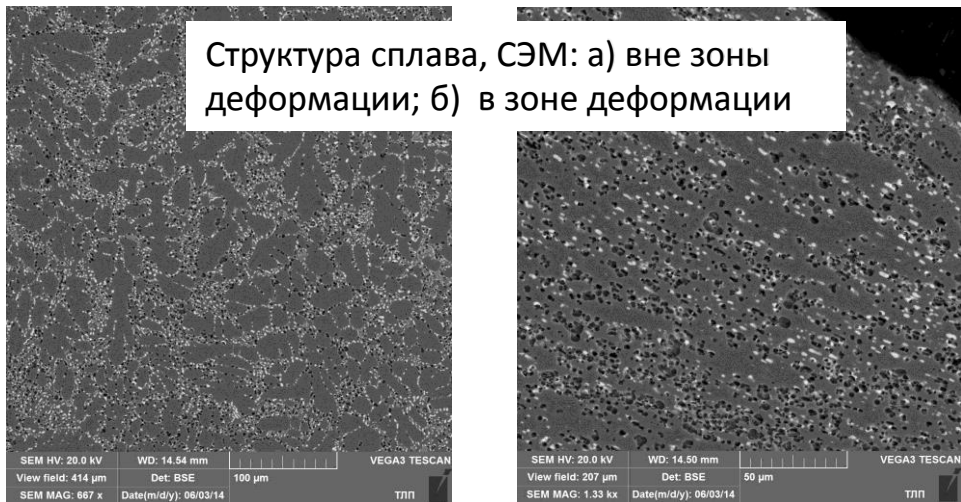 Структура сплава, СЭМ: а) вне зоны
деформации; б)  в зоне деформации
SEM HV: 20.0 kV WD: 14.54 mm VEGA3 TESCAN
View field: 414 µm Det: BSE 100 µm
SEM MAG: 667 x Date(m/d/y): 06/03/14 ТЛП
SEM HV: 20.0 kV WD: 14.50 mm VEGA3 TESCAN
View field: 207 µm Det: BSE 50 µm
SEM MAG: 1.33 kx Date(m/d/y): 06/03/14 ТЛП